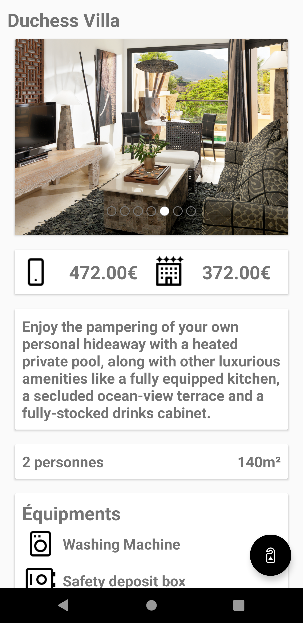 Duchess Villa
472.00€ 372.00€
Enjoy the pampering of your own
personal hideaway with a heated
private pool, along with other luxurious
amenities like a fully equipped kitchen,
a secluded ocean-view terrace and a
fully-stocked drinks cabinet.
2 personnes 140m²
Équipments
Washing Machine
Safety deposit box